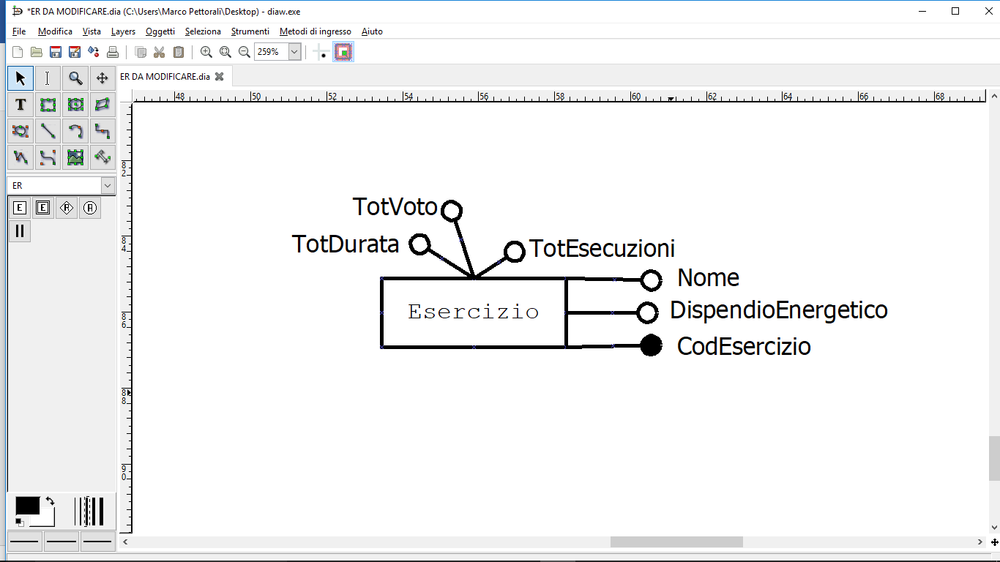 *ER DA MODIFICARE.dia (C:\Users\Marco Pettorali\Desktop) - diaw.exe
File Modifica Vista Layers Oggetti Seleziona Strumenti Metodi di ingresso Aiuto
259%
ER DA MODIFICARE.dia
48 50 52 54 56 58 60 62 64 66 68
T
82
84
86
88
90
ER
E E R A
TotVoto
TotDurata
TotEsecuzioni
Nome
Esercizio
DispendioEnergetico
CodEsercizio